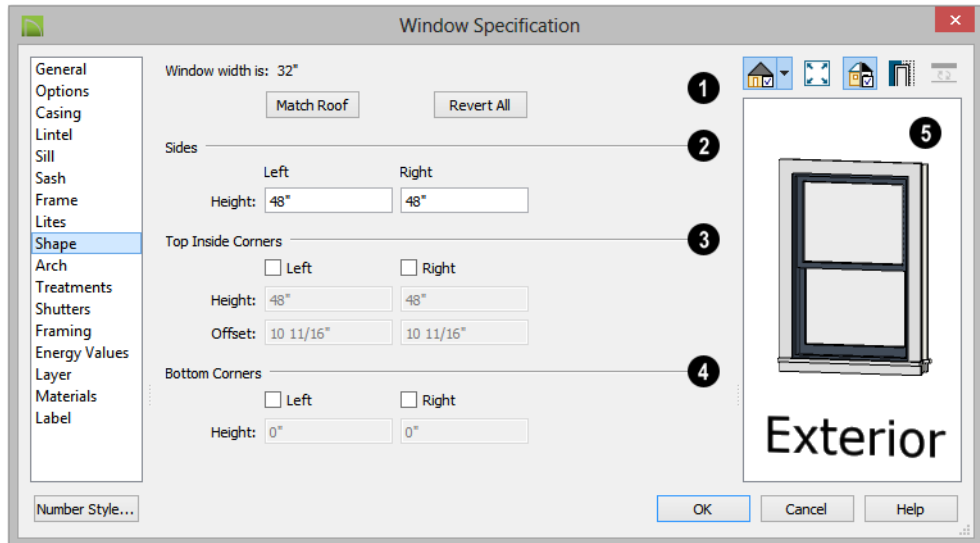 Window Specification
General
Options
Casing
Lintel
Sill
Sash
Frame
Lites
Shape
Arch
Treatments
Shutters
Framing
Energy Values
Layer
Materials
Label
Number Style...
Window width is: 32"
Match Roof Revert All
1
Sides 2
Left Right
Height: 48" 48"
Top Inside Corners 3
Left Right
Height: 48" 48"
Offset: 10 11/16" 10 11/16"
Bottom Corners 4
Left Right
Height: 0" 0"
5
Exterior
OK Cancel Help